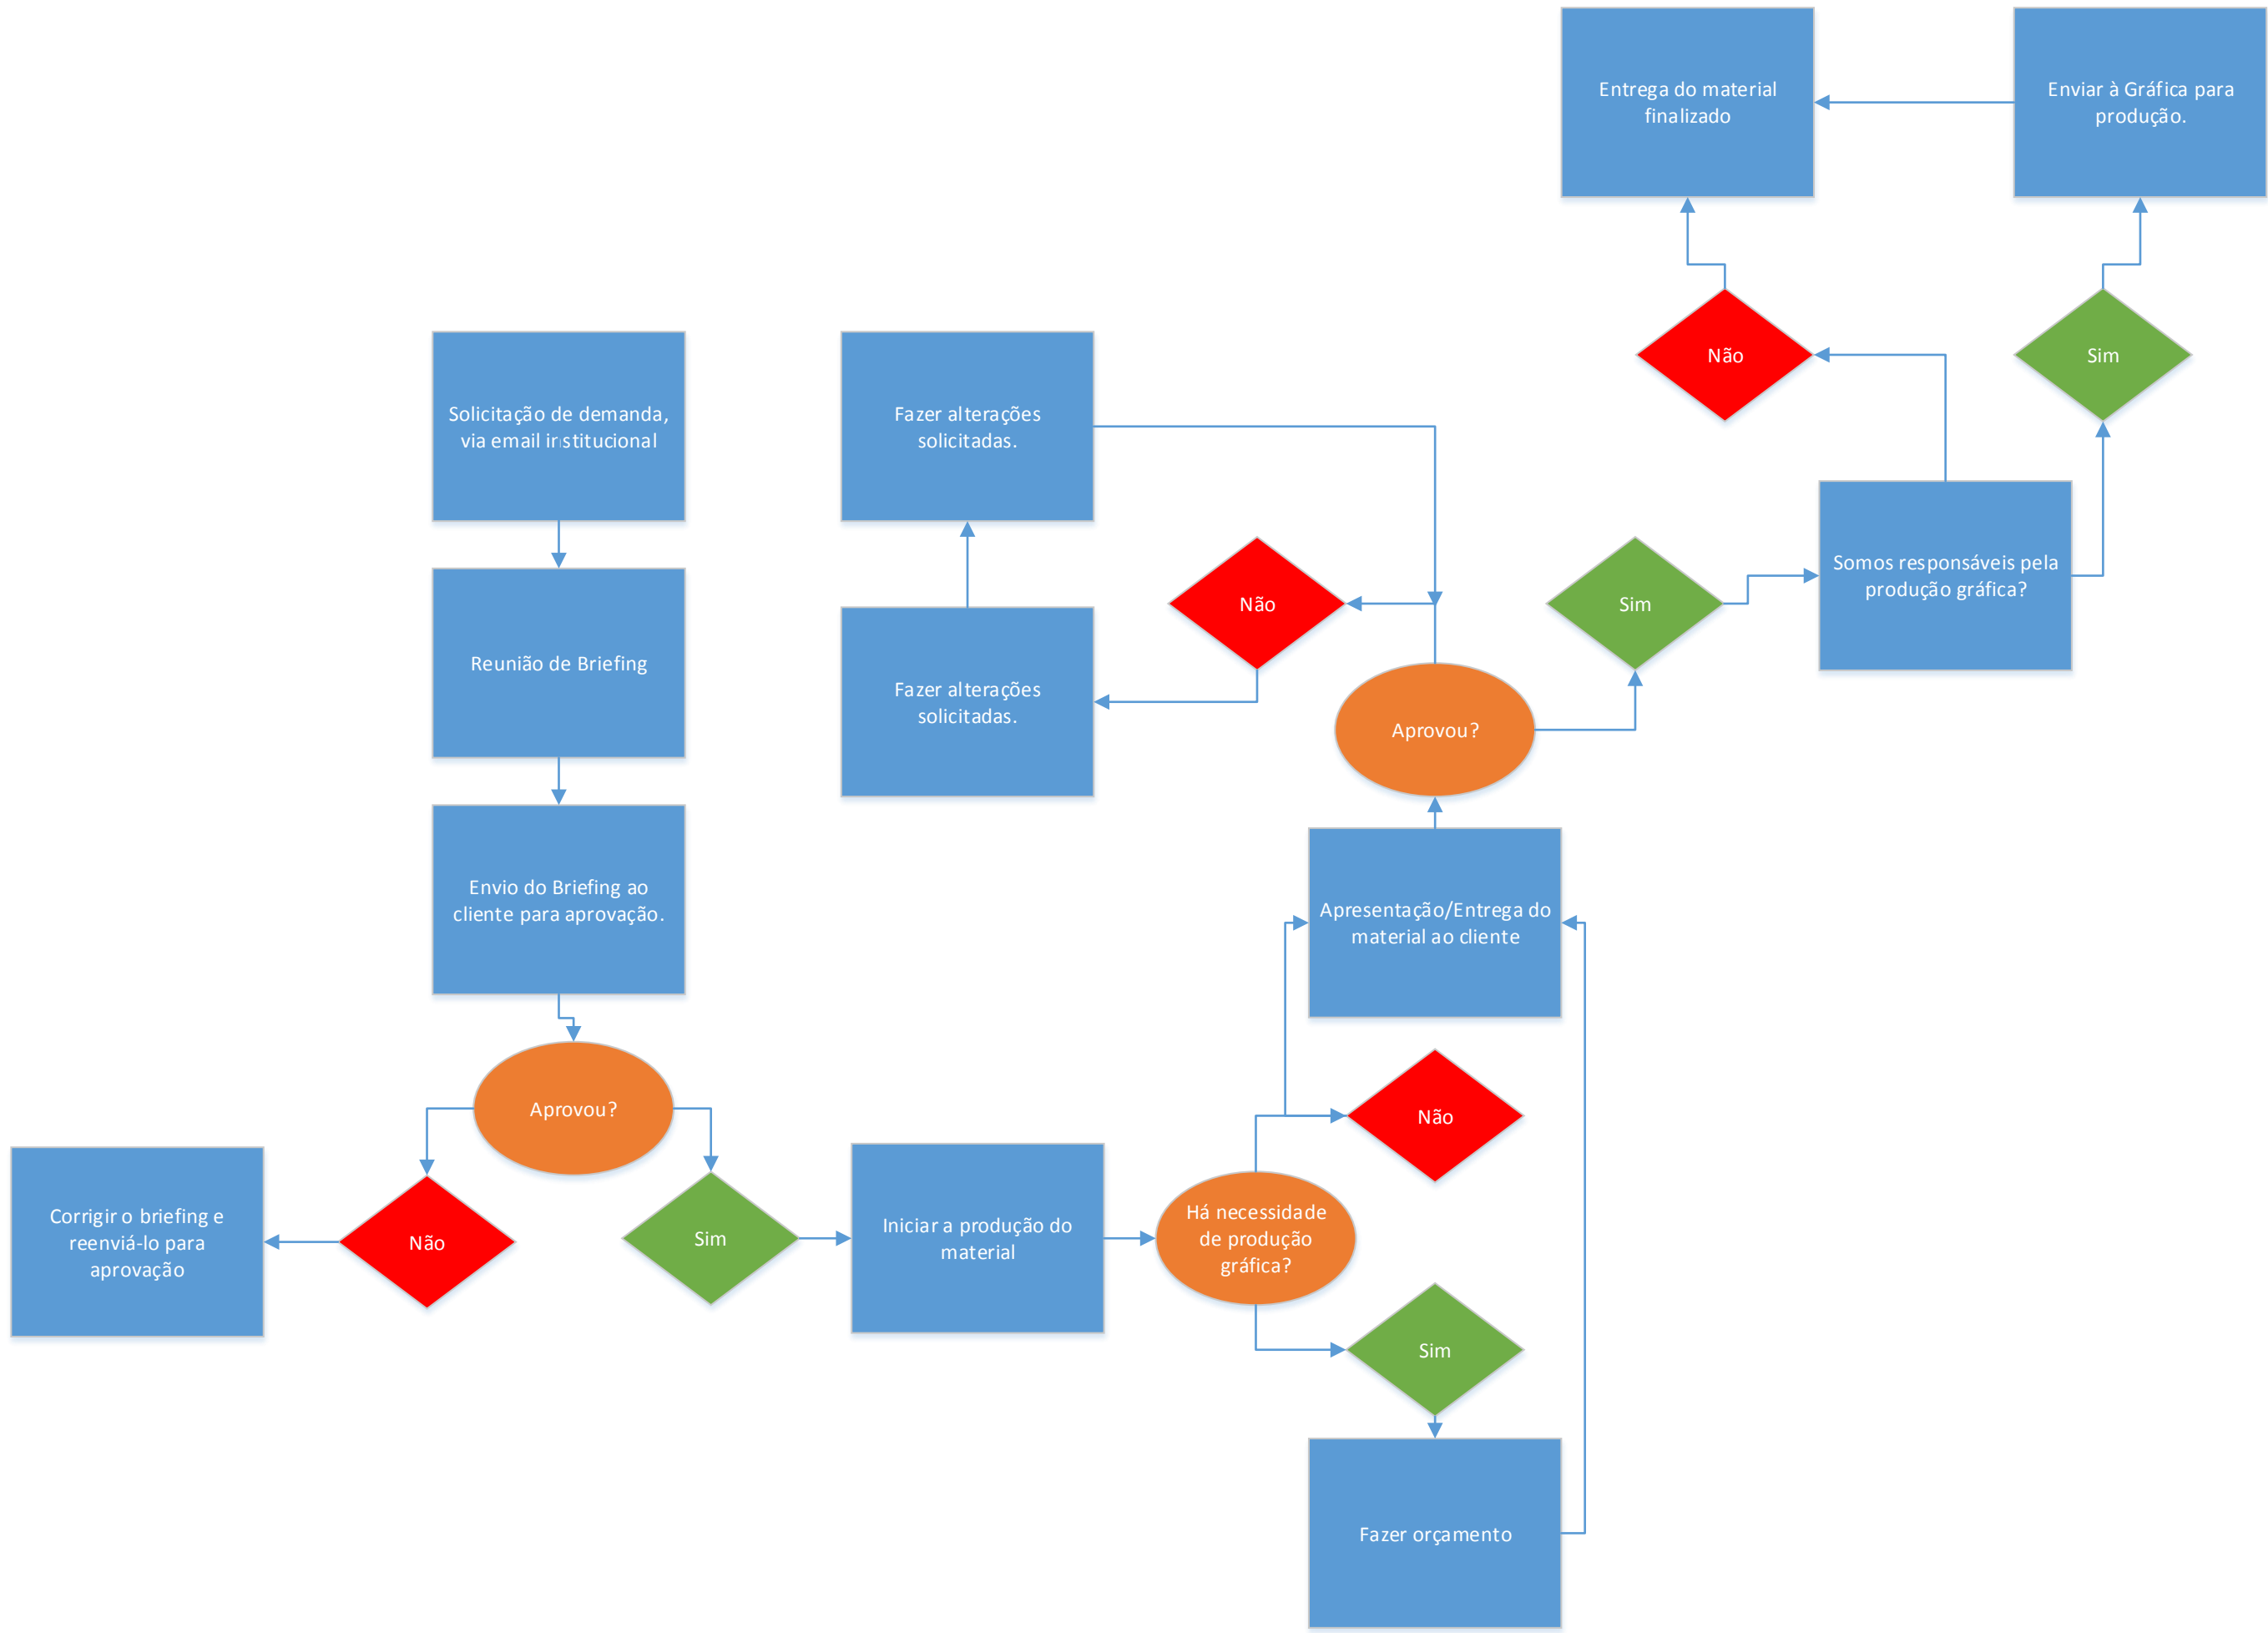 Solicitação de demanda,
via email institucional
Reunião de Briefing
Envio do Briefing ao
cliente para aprovação.
Aprovou?
Não
Corrigir o briefing e
reenviá-lo para
aprovação
Sim
Iniciar a produção do
material
Há necessidade
de produção
gráfica?
Não
Sim
Fazer orçamento
Apresentação/Entrega do
material ao cliente
Aprovou?
Não
Fazer alterações
solicitadas.
Fazer alterações
solicitadas.
Sim
Somos responsáveis pela
produção gráfica?
Não
Sim
Enviar à Gráfica para
produção.
Entrega do material
finalizado